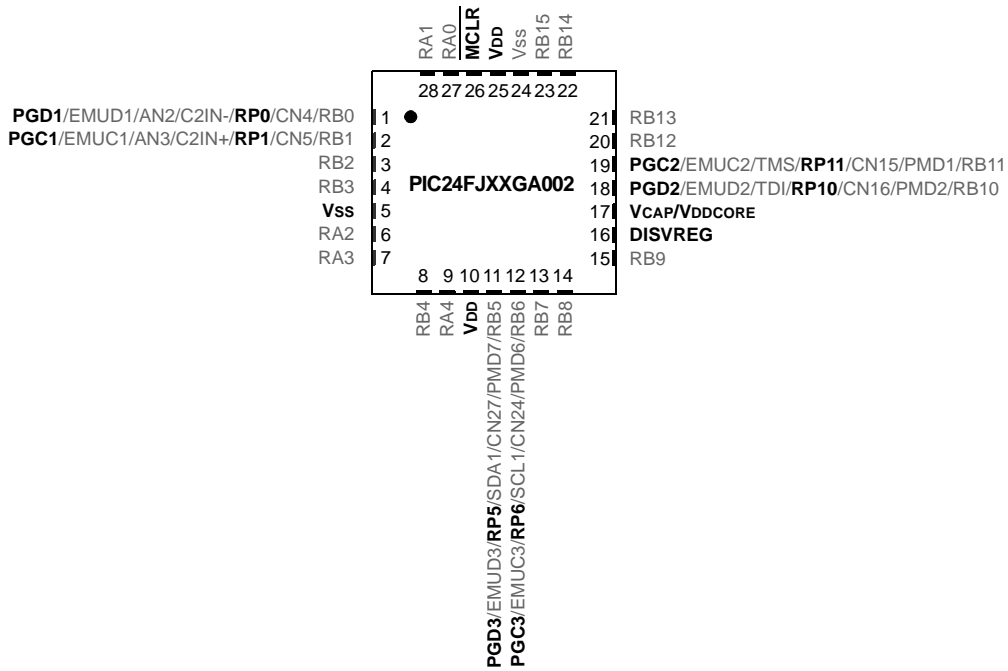 RA1
RA0
MCLR
VDD
Vss
RB15
RB14
28 27 26 25 24 23 22
PGD1/EMUD1/AN2/C2IN-/RP0/CN4/RB0 1
PGC1/EMUC1/AN3/C2IN+/RP1/CN5/RB1 2
RB2 3
RB3 4
Vss 5
RA2 6
RA3 7
PIC24FJXXGA002
21 RB13
20 RB12
19 PGC2/EMUC2/TMS/RP11/CN15/PMD1/RB11
18 PGD2/EMUD2/TDI/RP10/CN16/PMD2/RB10
17 VCAP/VDDCORE
16 DISVREG
15 RB9
8 9 10 11 12 13 14
RB4
RA4
VDD
PGD3/EMUD3/RP5/SDA1/CN27/PMD7/RB5
PGC3/EMUC3/RP6/SCL1/CN24/PMD6/RB6
RB7
RB8